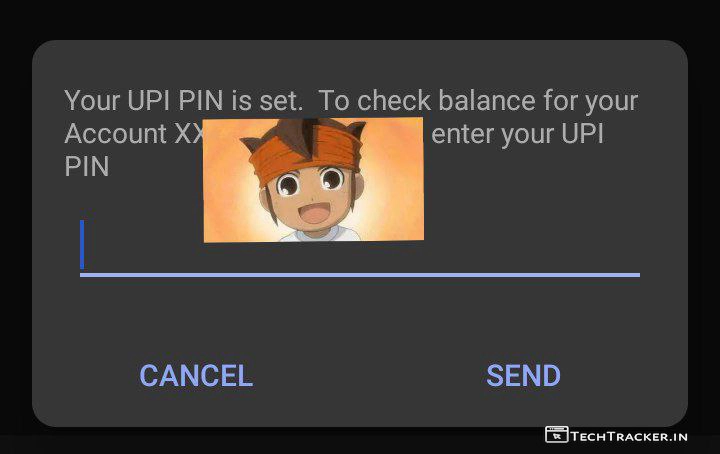 Your UPI PIN is set.  To check balance for your
Account XX enter your UPI
PIN
CANCEL
SEND
TECHTRACKER.IN